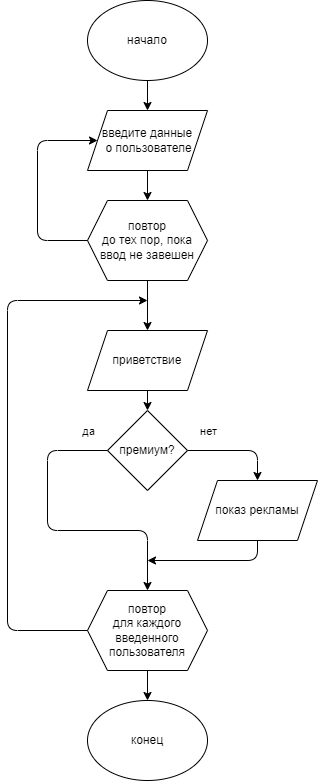 начало
введите данные
о пользователе
повтор
до тех пор, пока
ввод не завешен
приветствие
да
нет
премиум?
показ рекламы
повтор
для каждого
введенного
пользователя
конец